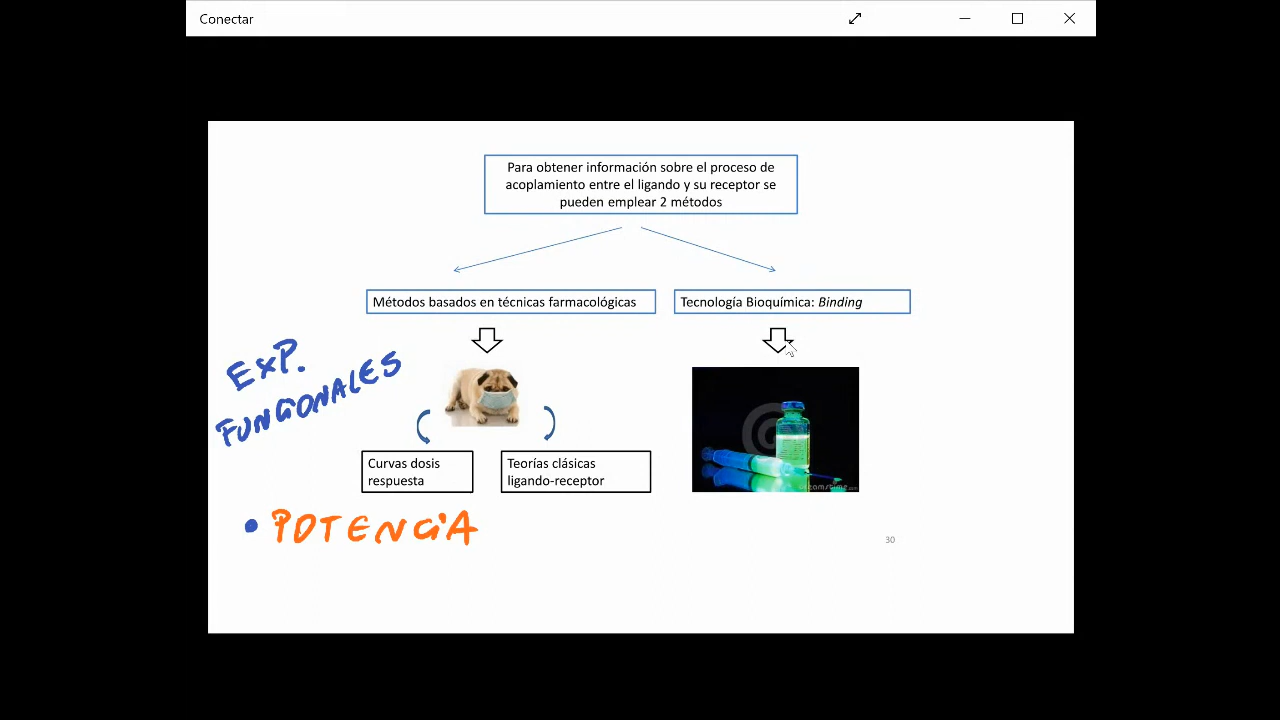 Conectar
Para obtener información sobre el proceso de
acoplamiento entre el ligando y su receptor se
pueden emplear 2 métodos
Métodos basados en técnicas farmacológicas
Tecnología Bioquímica: Binding
EXP.
FUNCIONALES
Curvas dosis
respuesta
Teorías clásicas
ligando-receptor
• POTENCIA
30